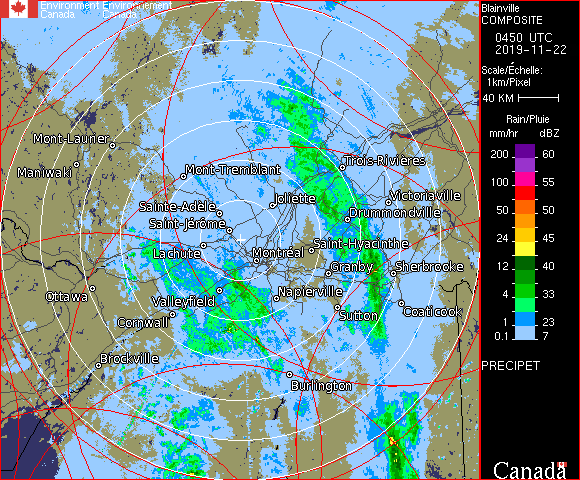 Environment Environnement
Canada Canada
Blainville
COMPOSITE
0450 UTC
2019-11-22
Scale/Échelle:
1km/Pixel
40 KM
Rain/Pluie
mm/hr dBZ
200 60
100 55
50 50
24 45
12 40
4 33
1 23
0.1 7
PRECIPET
Canada
Mont-Laurier
Maniwaki
Mont-Tremblant
Trois-Rivières
Sainte-Adèle
Joliette
Victoriaville
Saint-Jérôme
Drummondville
Lachute
Montréal
Saint-Hyacinthe
Granby
Sherbrooke
Ottawa
Valleyfield
Napierville
Cornwall
Sutton
Coaticook
Brockville
Burlington